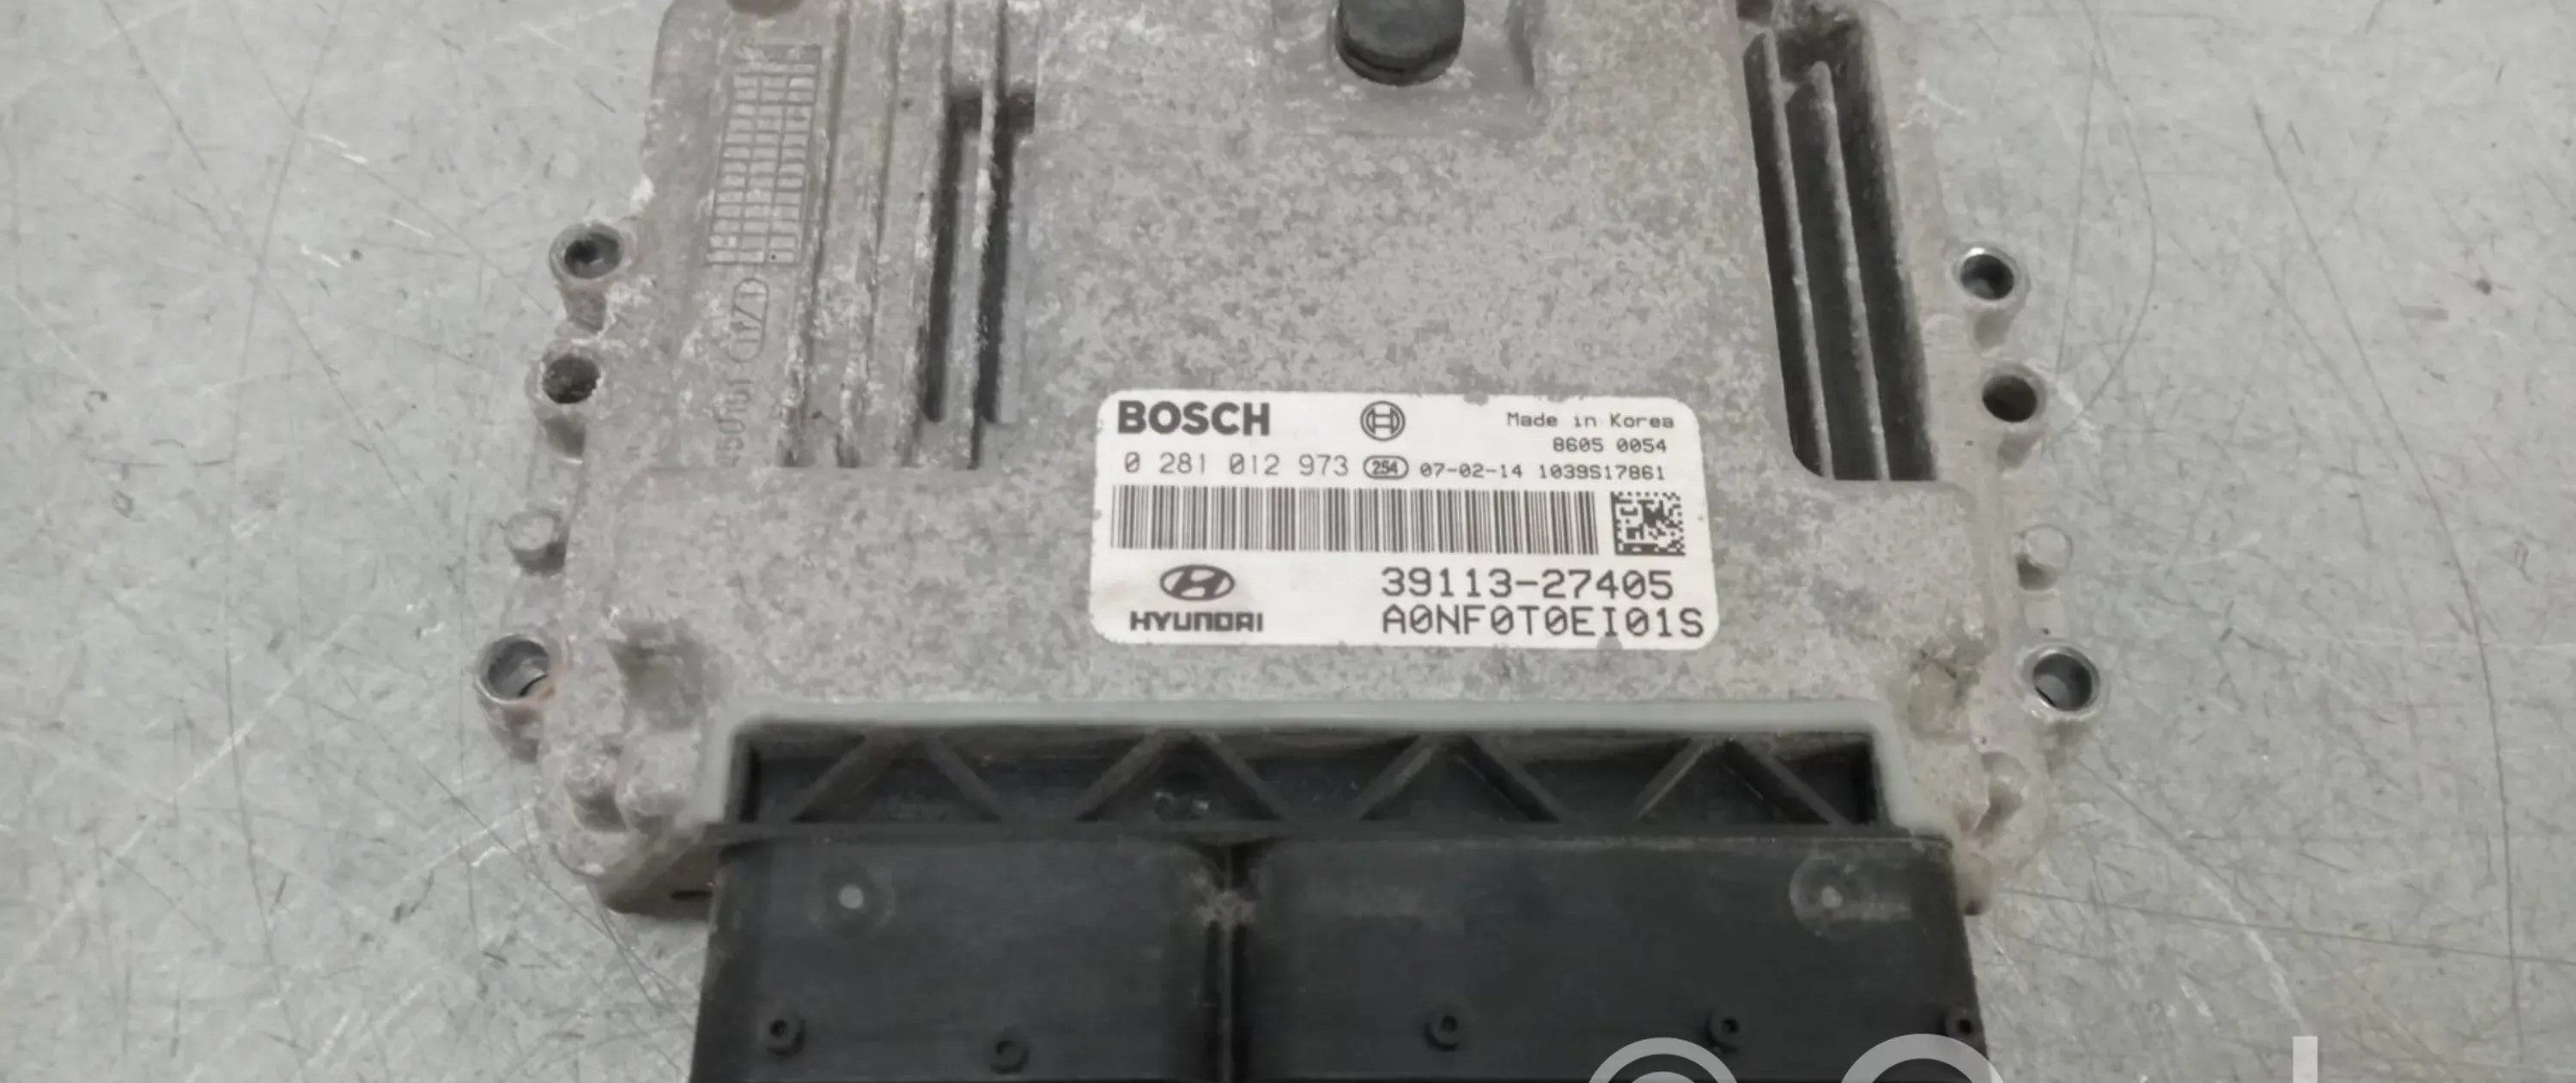 BOSCH
Made in Korea
8605 0054
0 281 012 973 254 07-02-14 1039S17861
39113-27405
HYUNDAI A0NF0T0EI01S